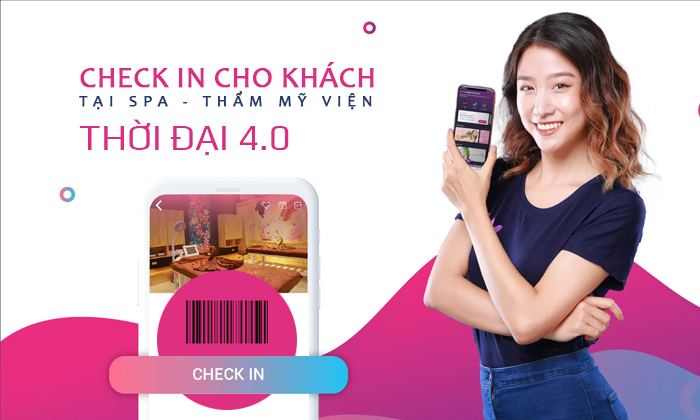 CHECK IN CHO KHÁCH
TẠI SPA - THẨM MỸ VIỆN
THỜI ĐẠI 4.0
CHECK IN